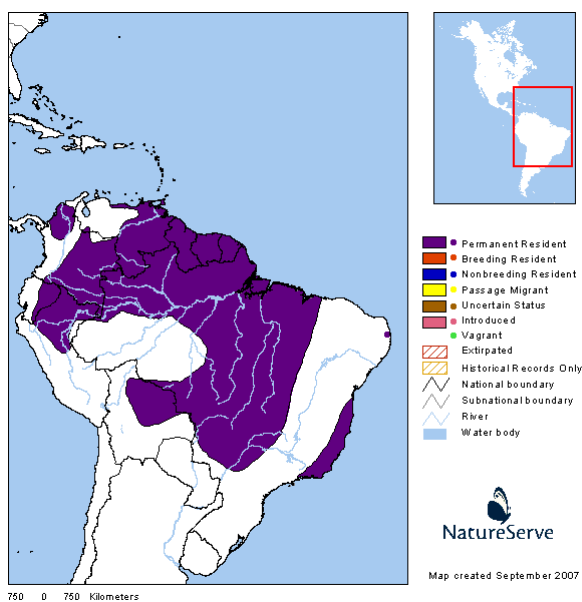 Permanent Resident
Breeding Resident
Nonbreeding Resident
Passage Migrant
Uncertain Status
Introduced
Vagrant
Extirpated
Historical Records Only
National boundary
Subnational boundary
River
Water body
NatureServe
Map created September 2007
750 0 750 Kilometers